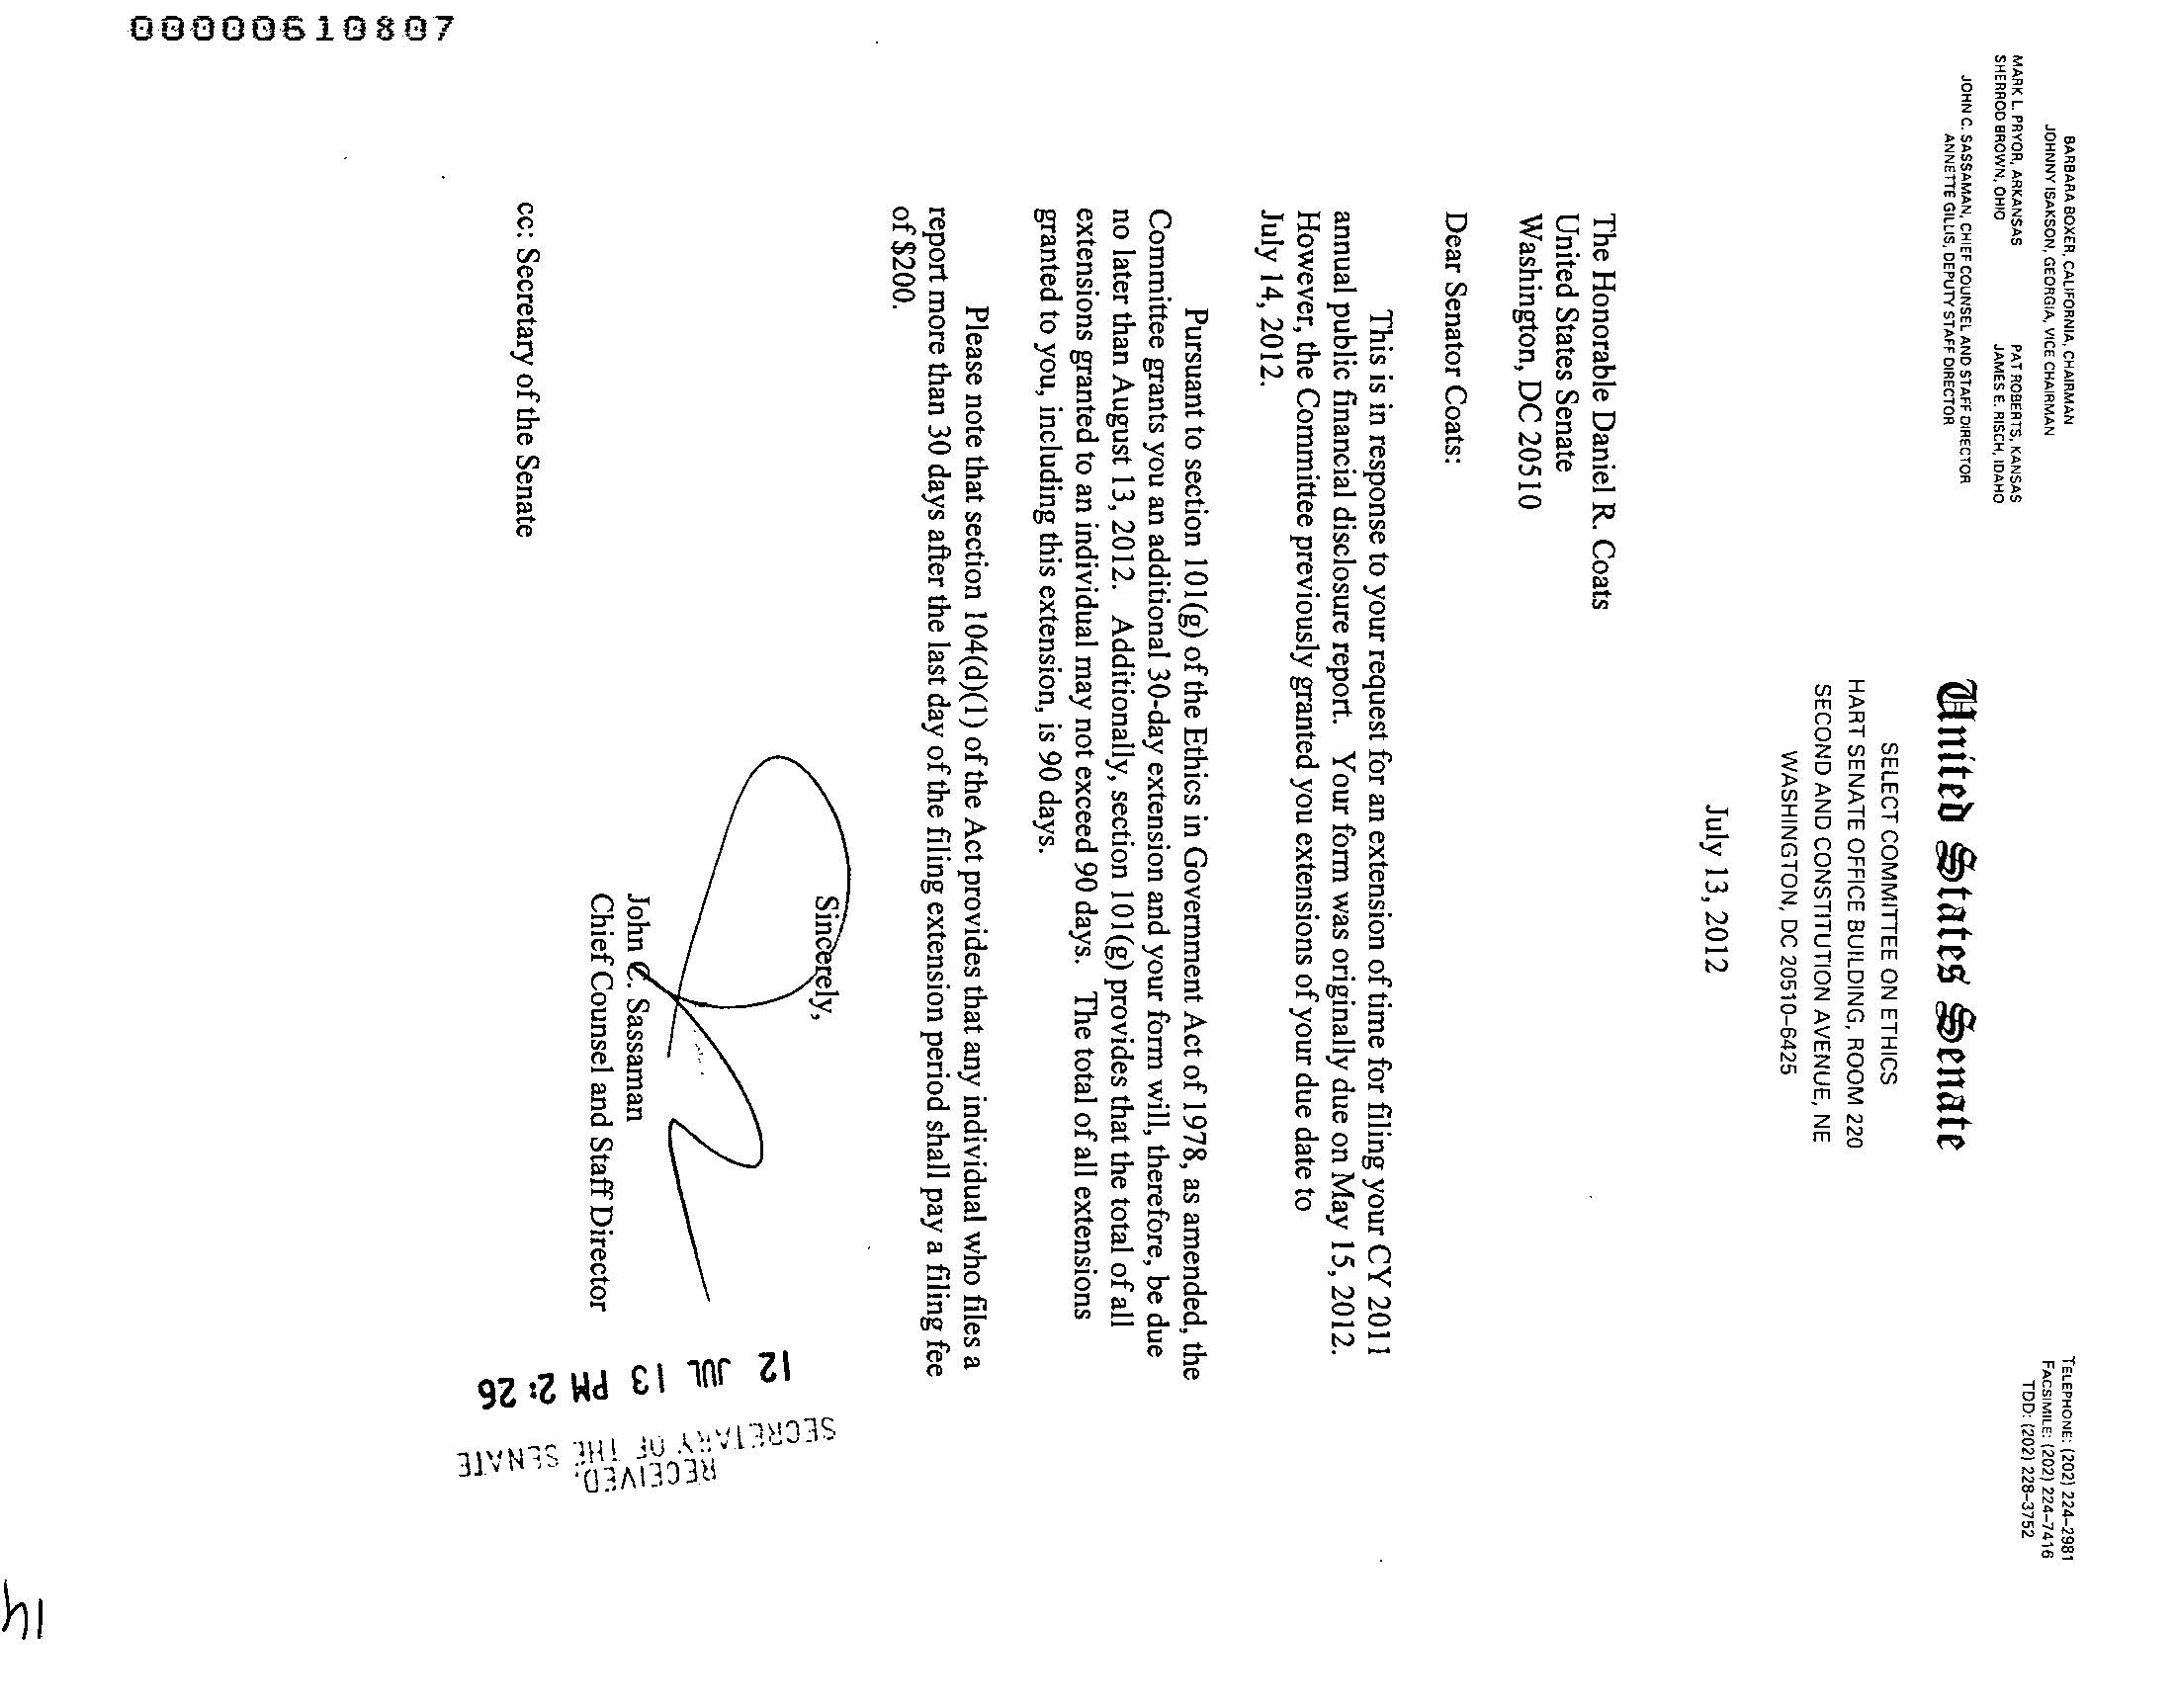 00000610807
BARBARA BOXER, CALIFORNIA, CHAIRMAN
JOHNNY ISAKSON, GEORGIA, VICE CHAIRMAN
MARK L. PRYOR, ARKANSAS PAT ROBERTS, KANSAS
SHERROD BROWN, OHIO JAMES E. RISCH, IDAHO
JOHN C. SASSAMAN, CHIEF COUNSEL AND STAFF DIRECTOR
ANNETTE GILLIS, DEPUTY STAFF DIRECTOR
TELEPHONE: (202) 224-2981
FACSIMILE: (202) 224-7416
TDD: (202) 228-3752
United States Senate
SELECT COMMITTEE ON ETHICS
HART SENATE OFFICE BUILDING, ROOM 220
SECOND AND CONSTITUTION AVENUE, NE
WASHINGTON, DC 20510-6425
July 13, 2012
The Honorable Daniel R. Coats
United States Senate
Washington, DC 20510
Dear Senator Coats:
This is in response to your request for an extension of time for filing your CY 2011
annual public financial disclosure report. Your form was originally due on May 15, 2012.
However, the Committee previously granted you extensions of your due date to
July 14, 2012.
Pursuant to section 101(g) of the Ethics in Government Act of 1978, as amended, the
Committee grants you an additional 30-day extension and your form will, therefore, be due
no later than August 13, 2012. Additionally, section 101(g) provides that the total of all
extensions granted to an individual may not exceed 90 days. The total of all extensions
granted to you, including this extension, is 90 days.
Please note that section 104(d)(1) of the Act provides that any individual who files a
report more than 30 days after the last day of the filing extension period shall pay a filing fee
of $200.
Sincerely,
John C. Sassaman
Chief Counsel and Staff Director
cc: Secretary of the Senate
RECEIVED
SECRETARY OF THE SENATE
12 JUL 13 PM 2:26
14